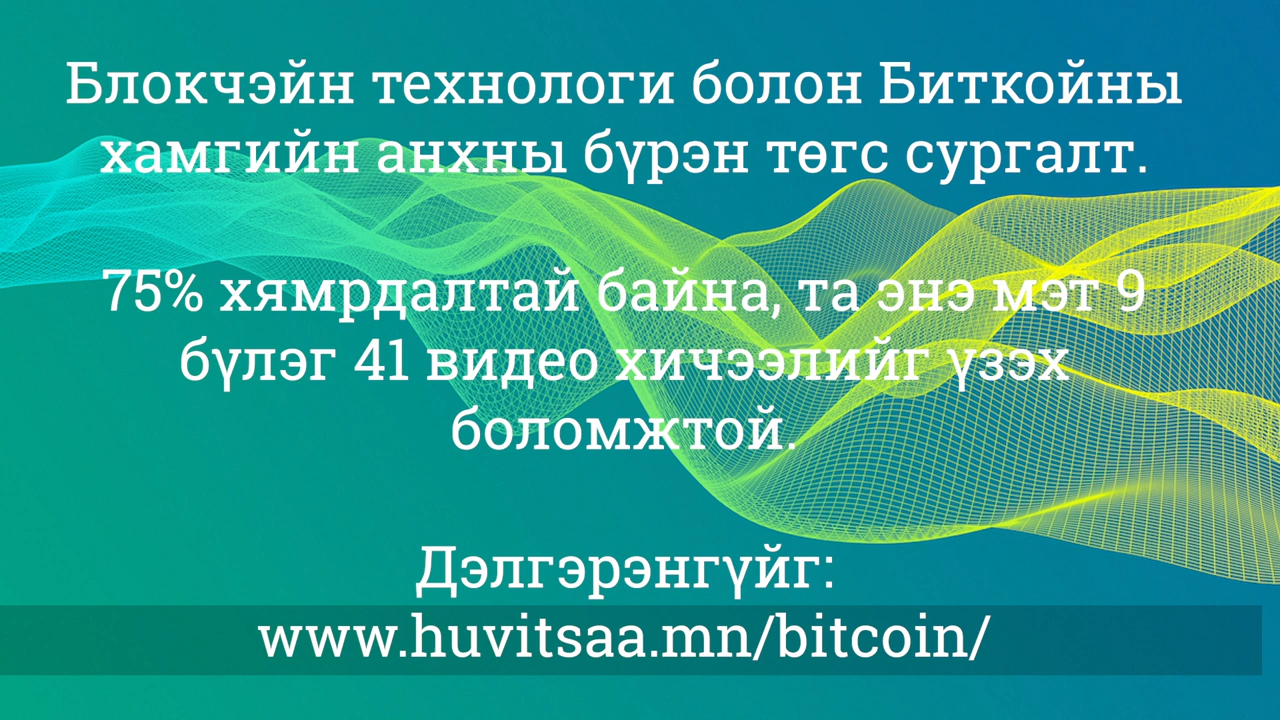 Блокчэйн технологи болон Биткойны
хамгийн анхны бүрэн төгс сургалт.
75% хямрдалтай байна, та энэ мэт 9
бүлэг 41 видео хичээлийг үзэх
боломжтой.
Дэлгэрэнгүйг:
www.huvitsaa.mn/bitcoin/